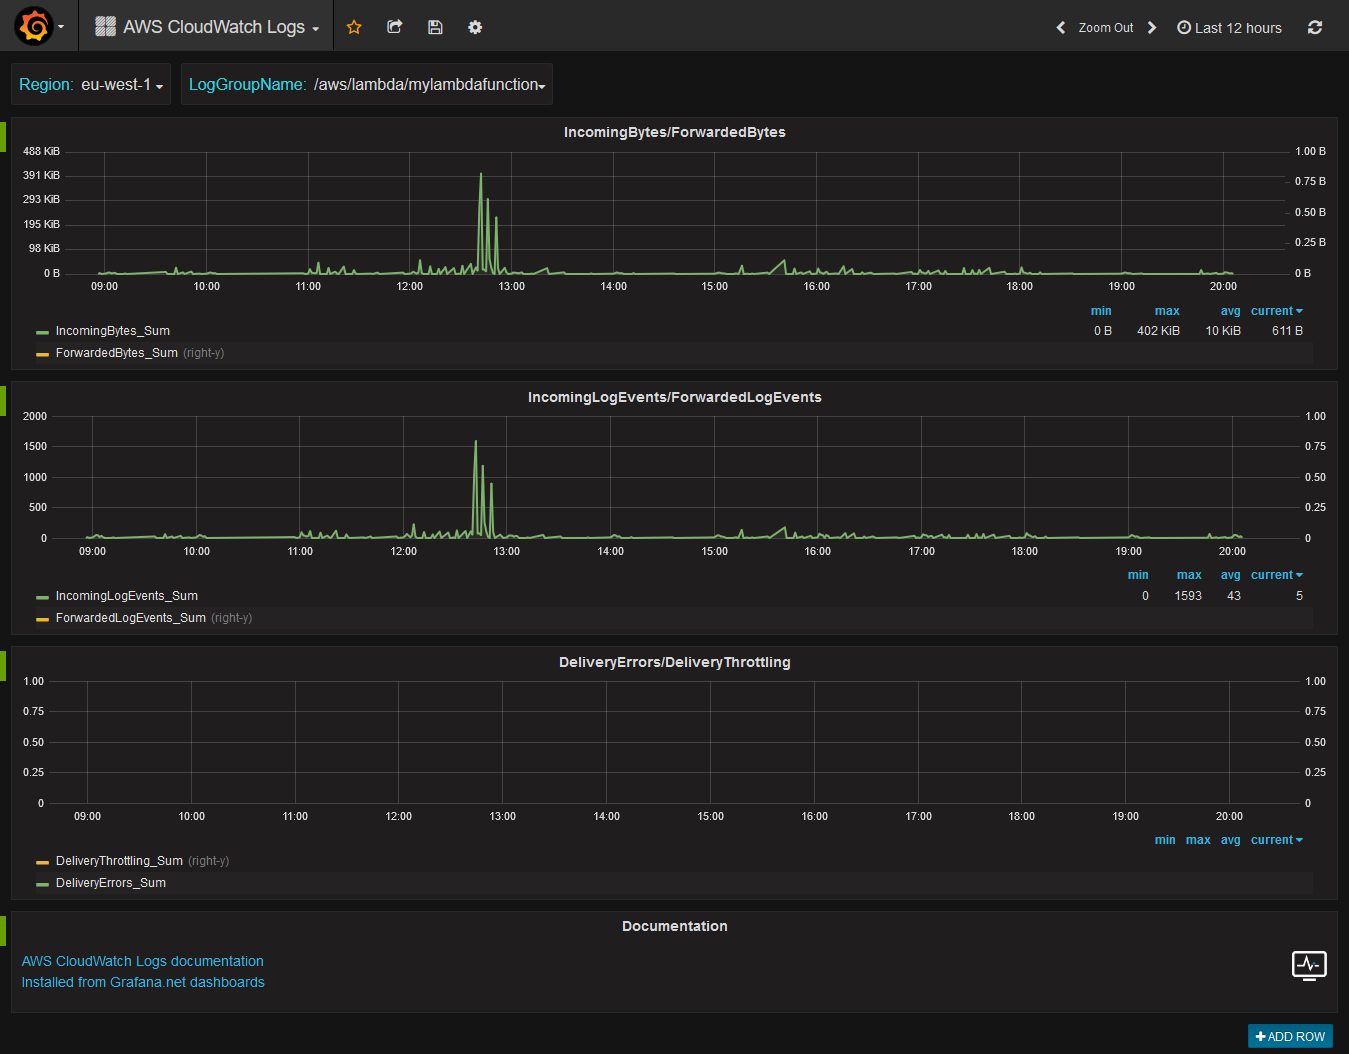 AWS CloudWatch Logs
Zoom Out
Last 12 hours
Region: eu-west-1
LogGroupName: /aws/lambda/mylambdafunction
IncomingBytes/ForwardedBytes
488 KiB
391 KiB
293 KiB
195 KiB
98 KiB
0 B
1.00 B
0.75 B
0.50 B
0.25 B
0 B
09:00 10:00 11:00 12:00 13:00 14:00 15:00 16:00 17:00 18:00 19:00 20:00
min max avg current
IncomingBytes_Sum 0 B 402 KiB 10 KiB 611 B
ForwardedBytes_Sum (right-y)
IncomingLogEvents/ForwardedLogEvents
2000
1500
1000
500
0
1.00
0.75
0.50
0.25
0
09:00 10:00 11:00 12:00 13:00 14:00 15:00 16:00 17:00 18:00 19:00 20:00
min max avg current
IncomingLogEvents_Sum 0 1593 43 5
ForwardedLogEvents_Sum (right-y)
DeliveryErrors/DeliveryThrottling
1.00
0.75
0.50
0.25
0
1.00
0.75
0.50
0.25
0
09:00 10:00 11:00 12:00 13:00 14:00 15:00 16:00 17:00 18:00 19:00 20:00
min max avg current
DeliveryThrottling_Sum (right-y)
DeliveryErrors_Sum
Documentation
AWS CloudWatch Logs documentation
Installed from Grafana.net dashboards
+ ADD ROW